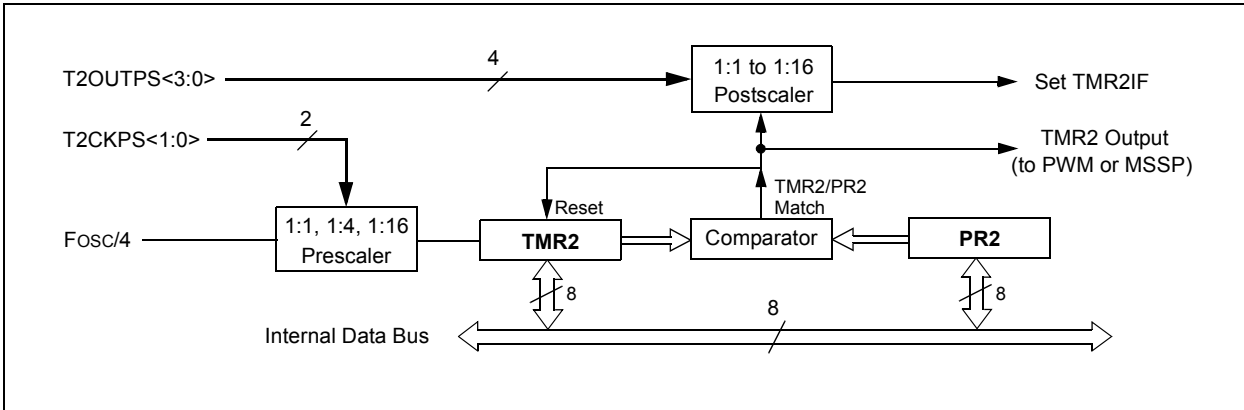 T2OUTPS<3:0>
4
1:1 to 1:16
Postscaler
Set TMR2IF
T2CKPS<1:0>
2
TMR2 Output
(to PWM or MSSP)
TMR2/PR2
Match
Reset
FOSC/4
1:1, 1:4, 1:16
Prescaler
TMR2
Comparator
PR2
8
8
8
Internal Data Bus